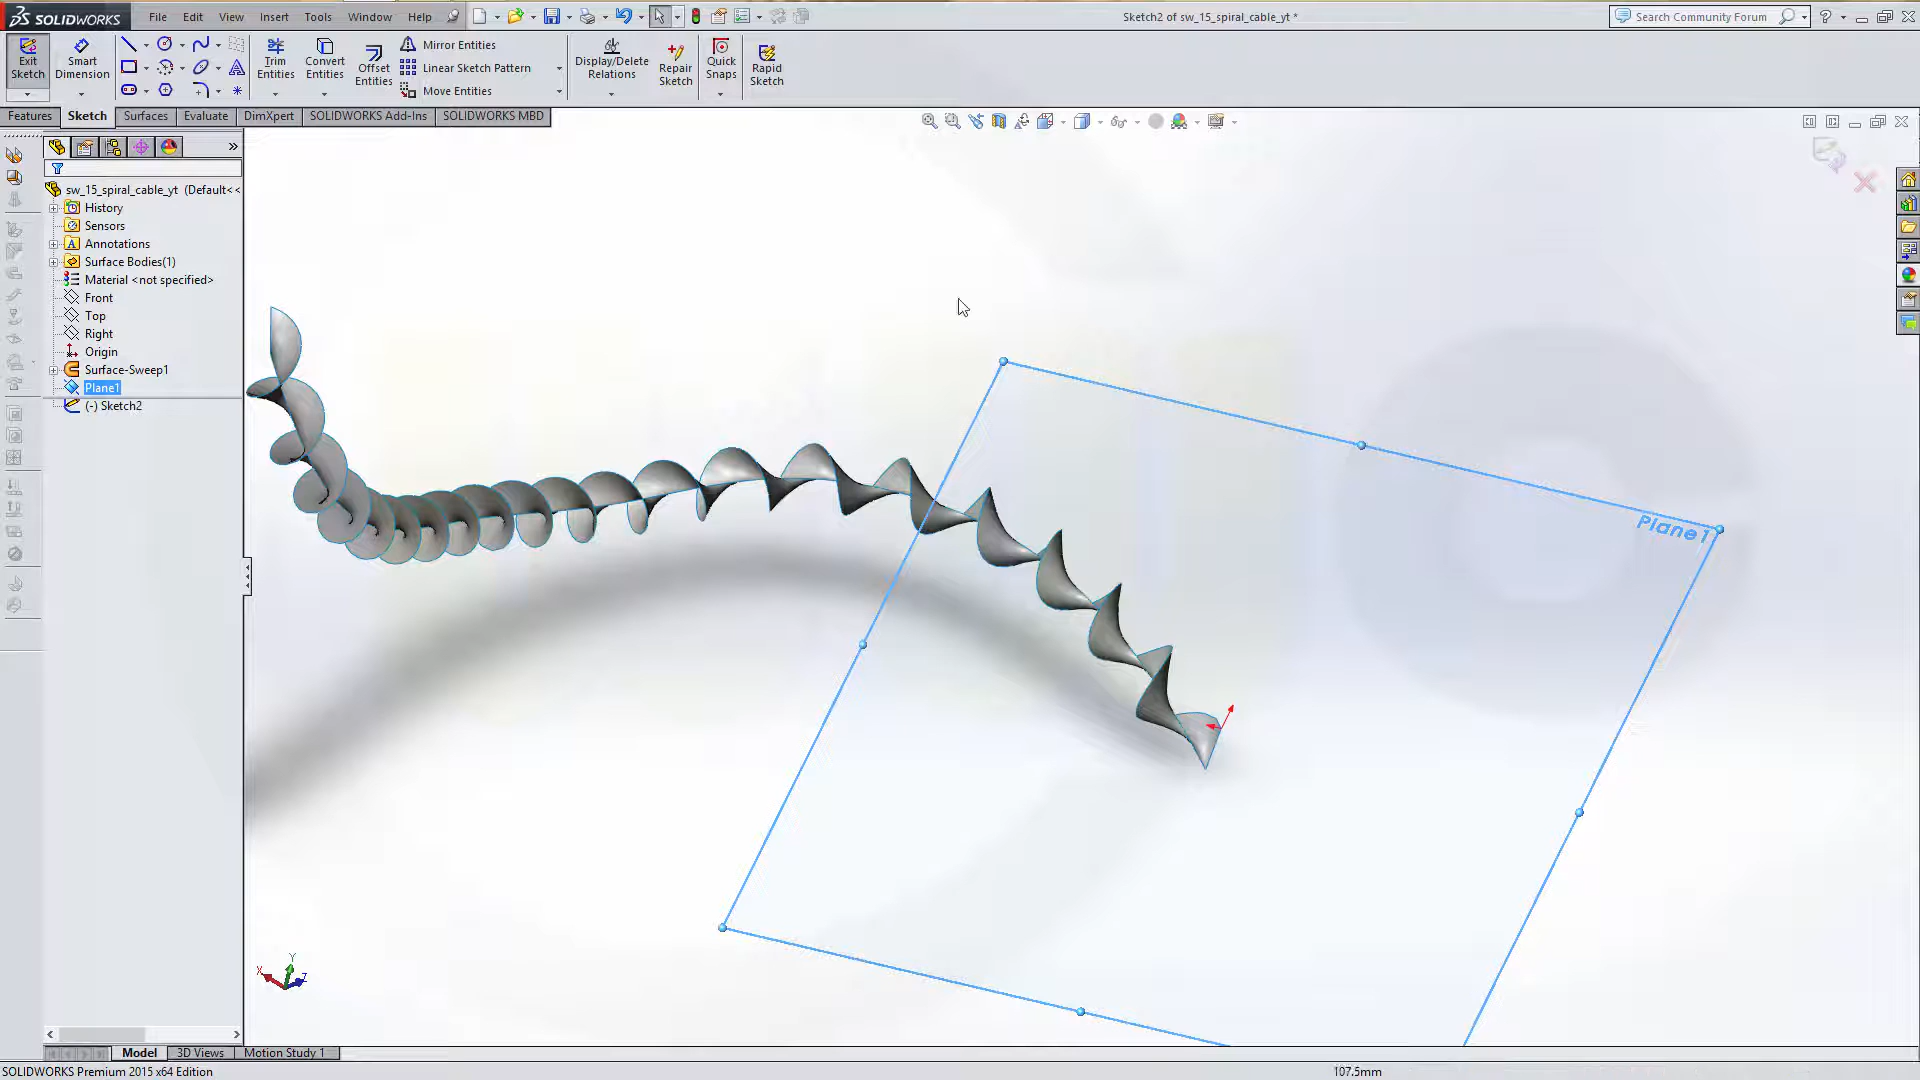 SOLIDWORKS
File Edit View Insert Tools Window Help
Sketch2 of sw_15_spiral_cable_yt *
Search Community Forum
Exit Sketch
Smart Dimension
Trim Entities
Convert Entities
Offset Entities
Mirror Entities
Linear Sketch Pattern
Move Entities
Display/Delete Relations
Repair Sketch
Quick Snaps
Rapid Sketch
Features Sketch Surfaces Evaluate DimXpert SOLIDWORKS Add-Ins SOLIDWORKS MBD
sw_15_spiral_cable_yt (Default<<
History
Sensors
Annotations
Surface Bodies(1)
Material <not specified>
Front
Top
Right
Origin
Surface-Sweep1
Plane1
(-) Sketch2
Plane1
Y
X
Z
Model 3D Views Motion Study 1
SOLIDWORKS Premium 2015 x64 Edition
107.5mm